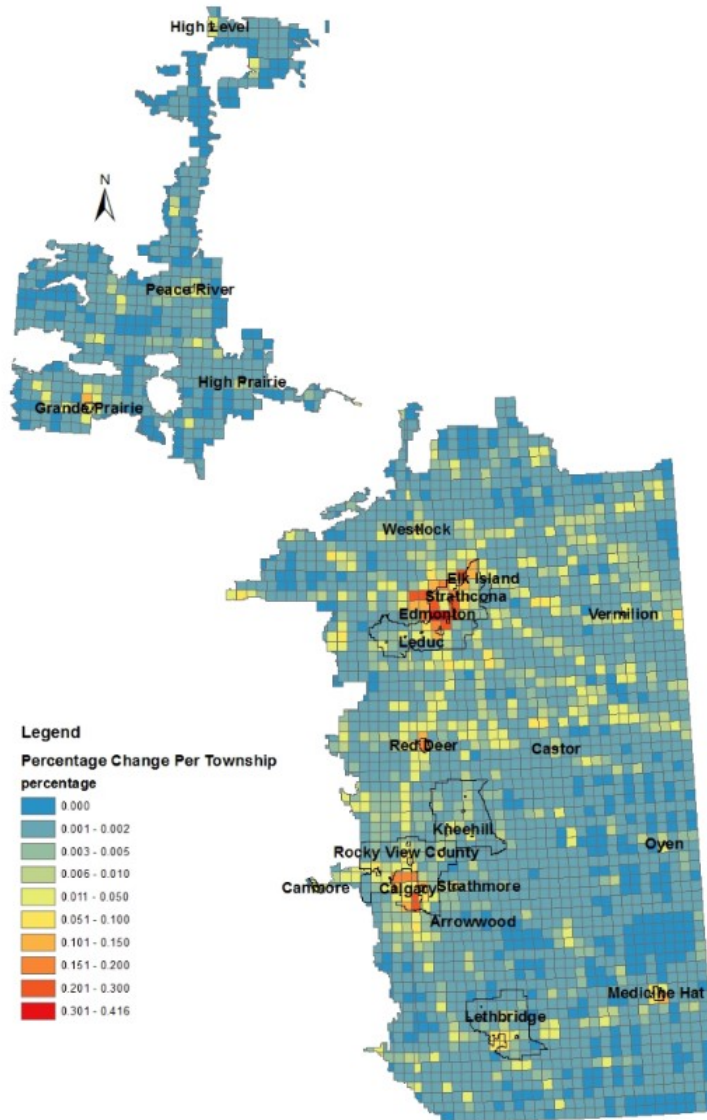 High Level
N
Peace River
High Prairie
Grande Prairie
Westlock
Elk Island
Strathcona
Edmonton
Vermilion
Leduc
Legend
Percentage Change Per Township
percentage
0.000
0.001 - 0.002
0.003 - 0.005
0.006 - 0.010
0.011 - 0.050
0.051 - 0.100
0.101 - 0.150
0.151 - 0.200
0.201 - 0.300
0.301 - 0.416
Red Deer
Castor
Kneehill
Oyen
Rocky View County
Canmore
Calgary
Strathmore
Arrowwood
Medicine Hat
Lethbridge